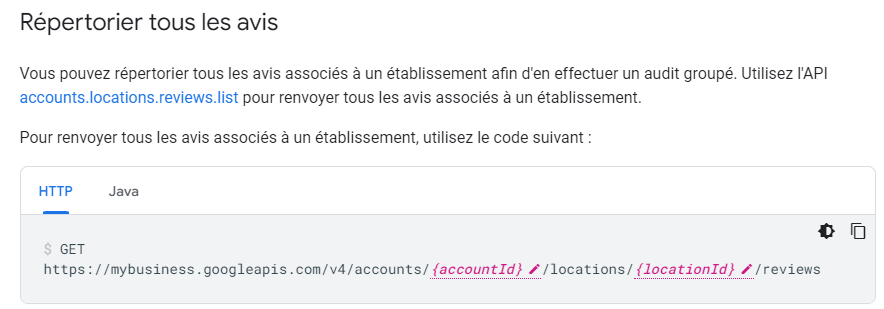 Répertorier tous les avis
Vous pouvez répertorier tous les avis associés à un établissement afin d'en effectuer un audit groupé. Utilisez l'API
accounts.locations.reviews.list pour renvoyer tous les avis associés à un établissement.
Pour renvoyer tous les avis associés à un établissement, utilisez le code suivant :
HTTP Java
$ GET
https://mybusiness.googleapis.com/v4/accounts/{accountId}/locations/{locationId}/reviews